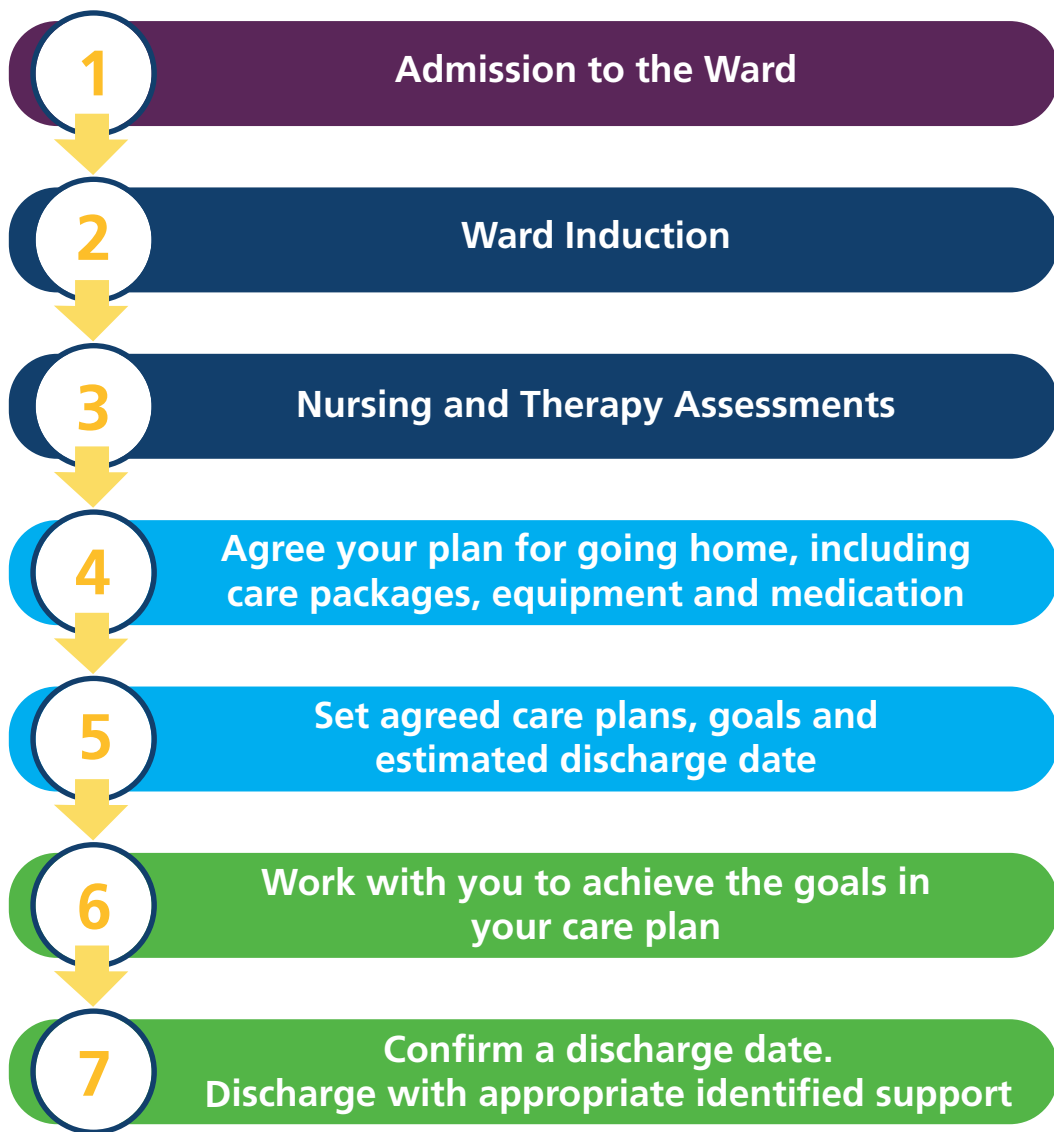 1
Admission to the Ward
2
Ward Induction
3
Nursing and Therapy Assessments
4
Agree your plan for going home, including
care packages, equipment and medication
5
Set agreed care plans, goals and
estimated discharge date
6
Work with you to achieve the goals in
your care plan
7
Confirm a discharge date.
Discharge with appropriate identified support